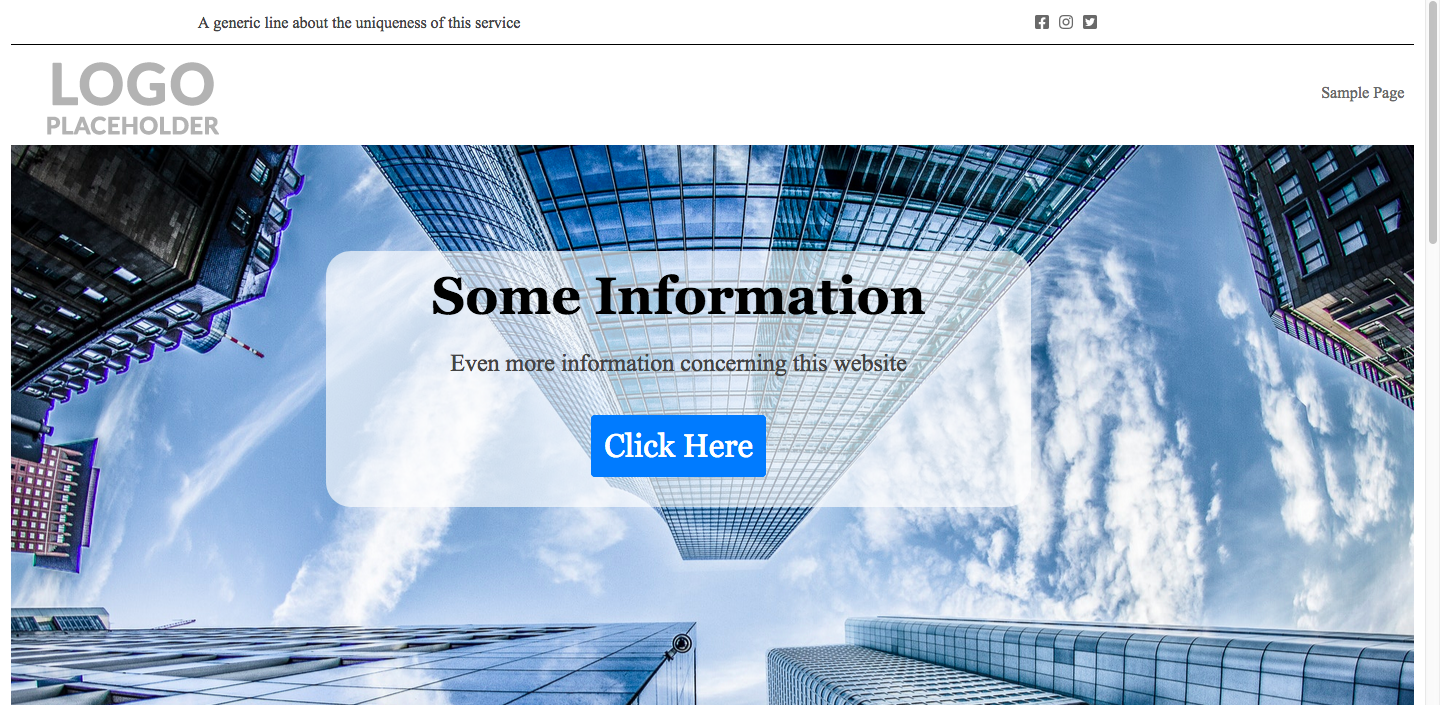 A generic line about the uniqueness of this service
LOGO
PLACEHOLDER
Sample Page
Some Information
Even more information concerning this website
Click Here